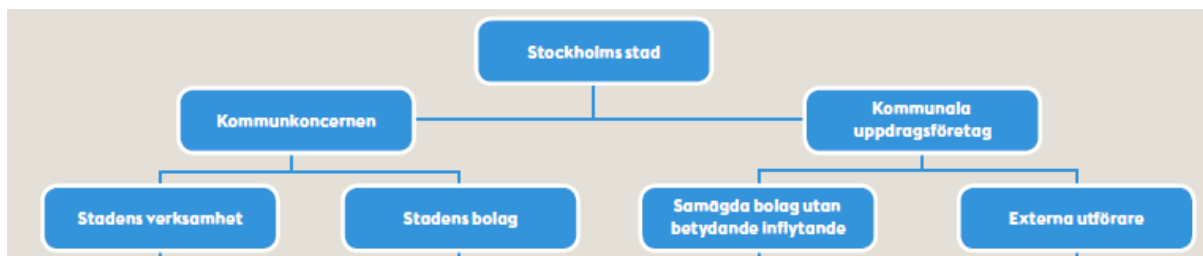 Stockholms stad
Kommunkoncernen
Kommunala
uppdragsföretag
Stadens verksamhet
Stadens bolag
Samägda bolag utan
betydande inflytande
Externa utförare